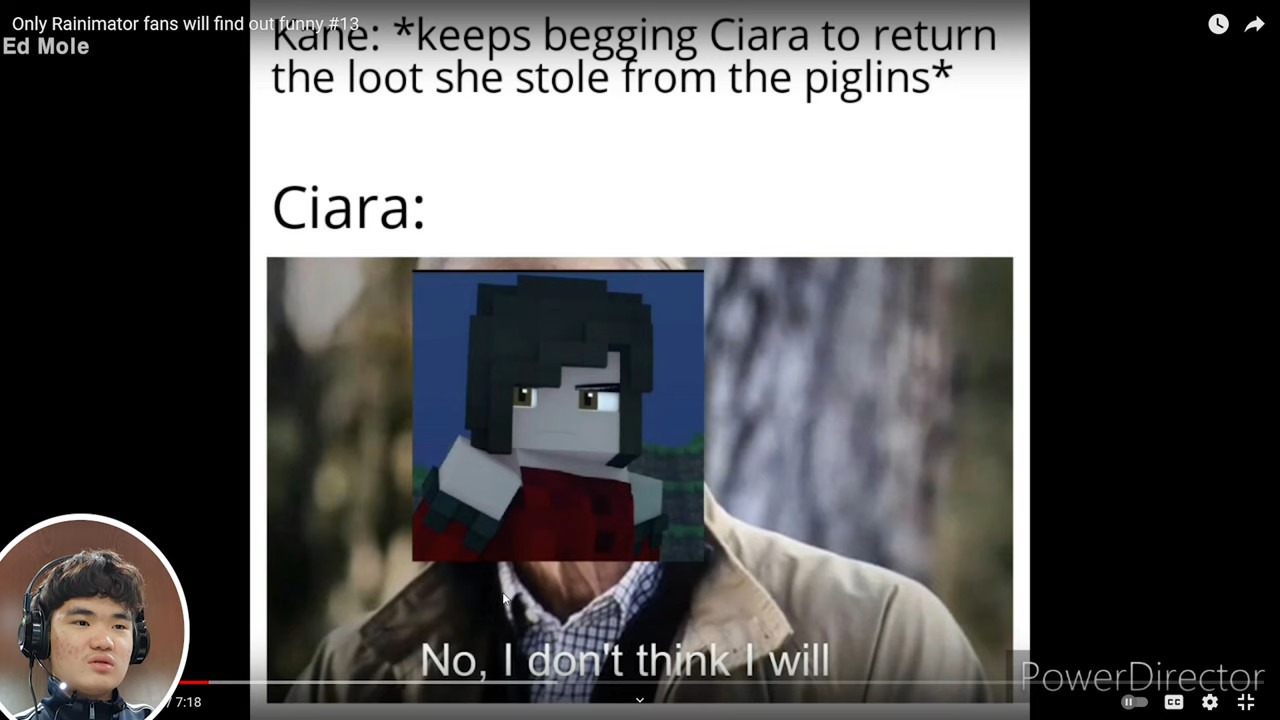 Only Rainimator fans will find out funny #13
Ed Mole
Kane: *keeps begging Ciara to return
the loot she stole from the piglins*
Ciara:
No, I don't think I will
PowerDirector
/ 7:18
CC